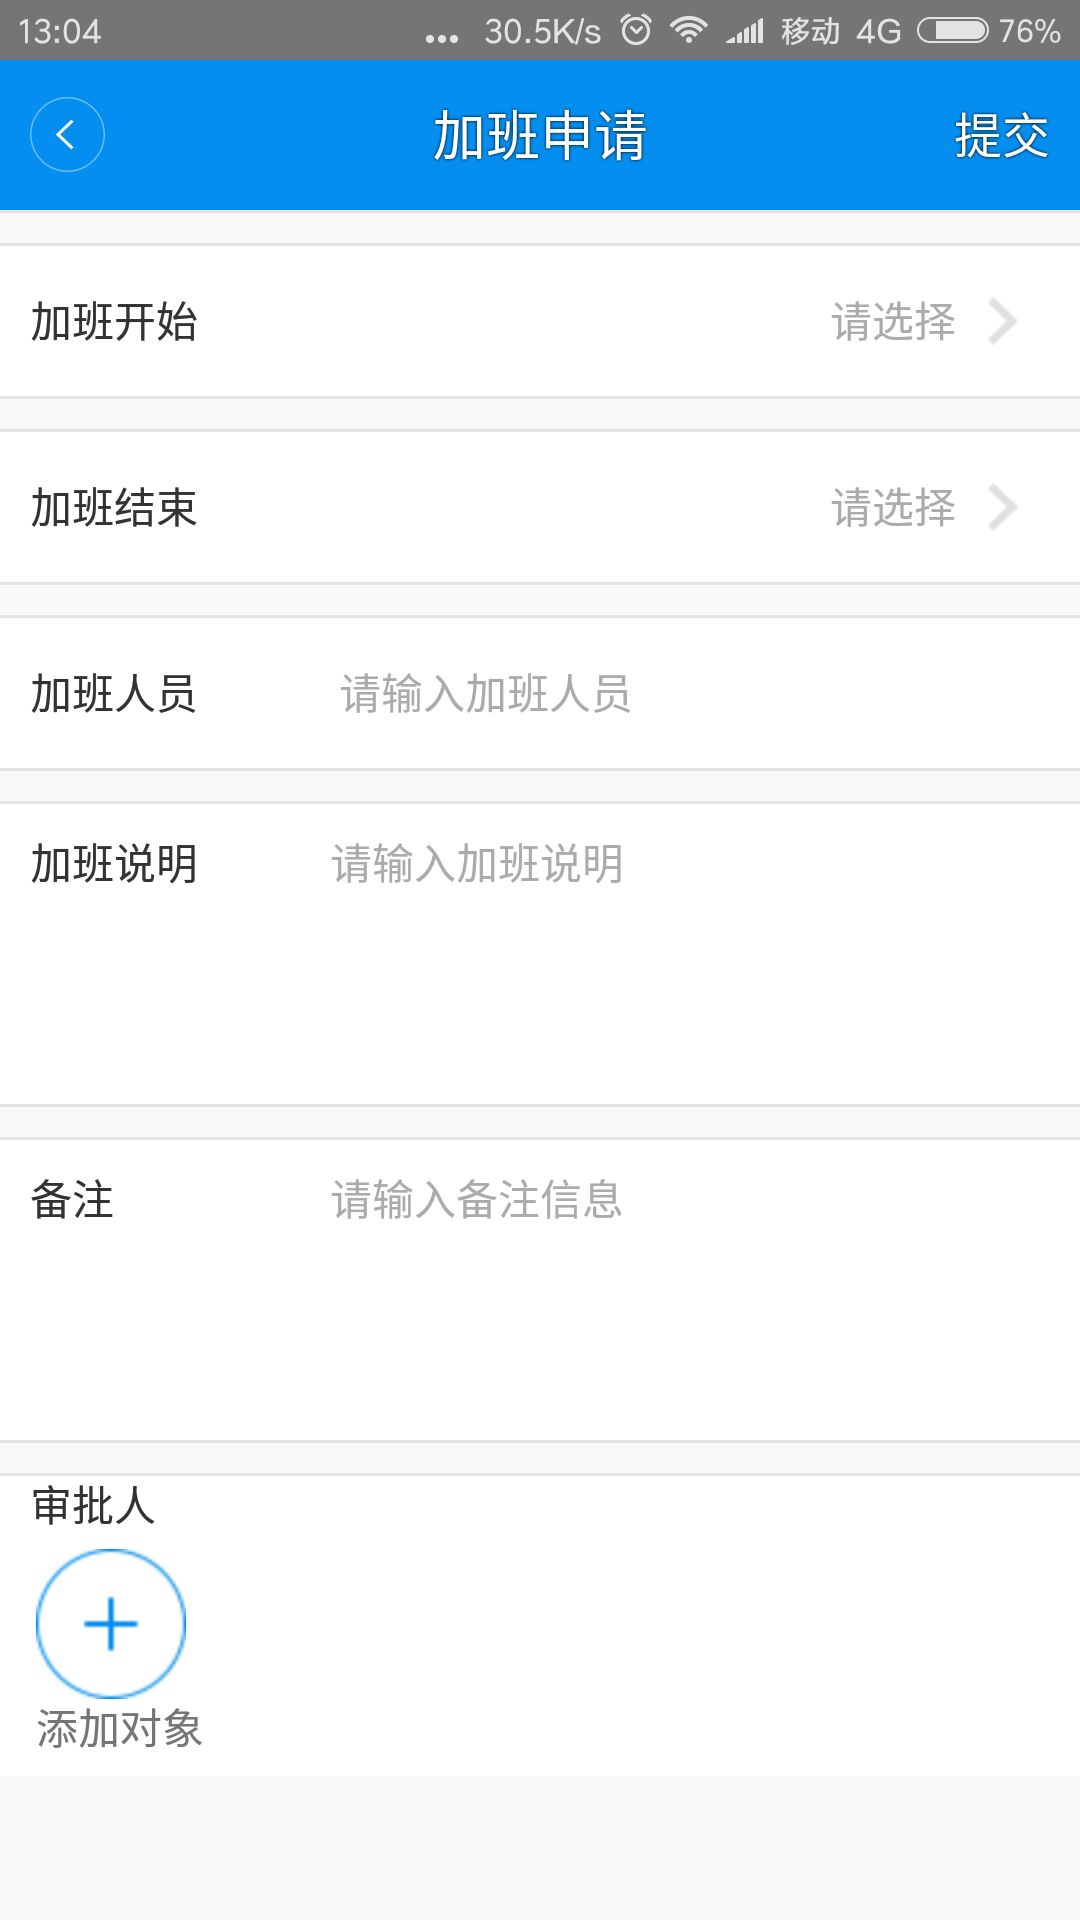 13:04 ... 30.5K/s 移动 4G 76%
加班申请 提交
加班开始 请选择
加班结束 请选择
加班人员 请输入加班人员
加班说明 请输入加班说明
备注 请输入备注信息
审批人
添加对象